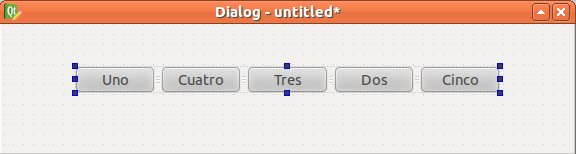 Dialog - untitled*
Uno Cuatro Tres Dos Cinco